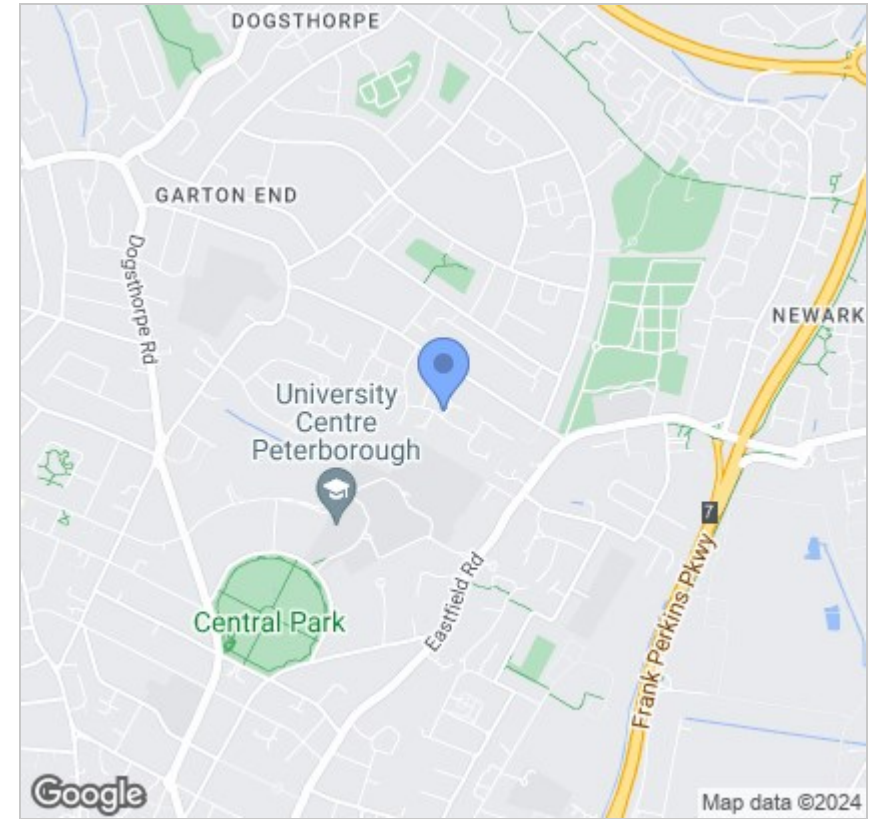 DOGSTHORPE
GARTON END
Dogsthorpe Rd
NEWARK
University
Centre
Peterborough
7
Central Park
Eastfield Rd
Frank Perkins Pkwy
Google
Map data ©2024